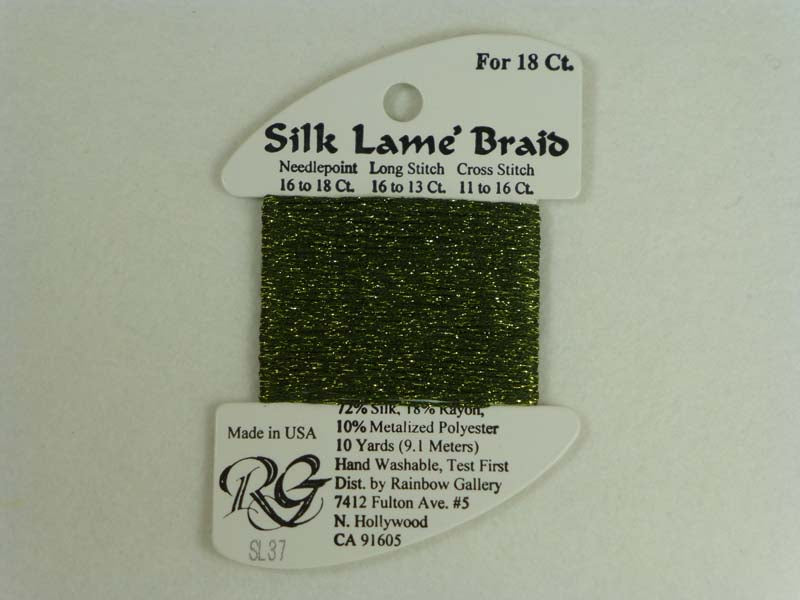 For 18 Ct.
Silk Lame' Braid
Needlepoint Long Stitch Cross Stitch
16 to 18 Ct. 16 to 13 Ct. 11 to 16 Ct.
72% Silk, 18% Rayon,
10% Metalized Polyester
10 Yards (9.1 Meters)
Hand Washable, Test First
Dist. by Rainbow Gallery
7412 Fulton Ave. #5
N. Hollywood
CA 91605
Made in USA
RG
SL37